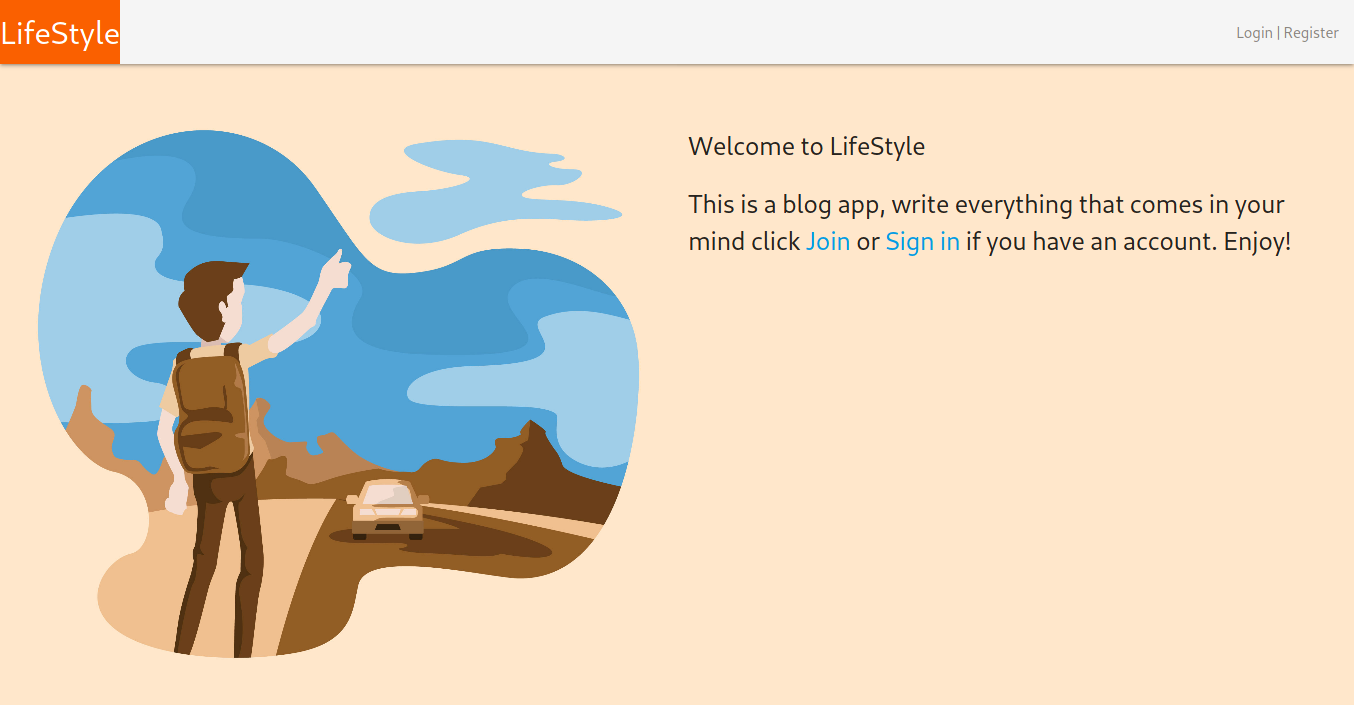 LifeStyle
Login | Register
Welcome to LifeStyle
This is a blog app, write everything that comes in your
mind click Join or Sign in if you have an account. Enjoy!